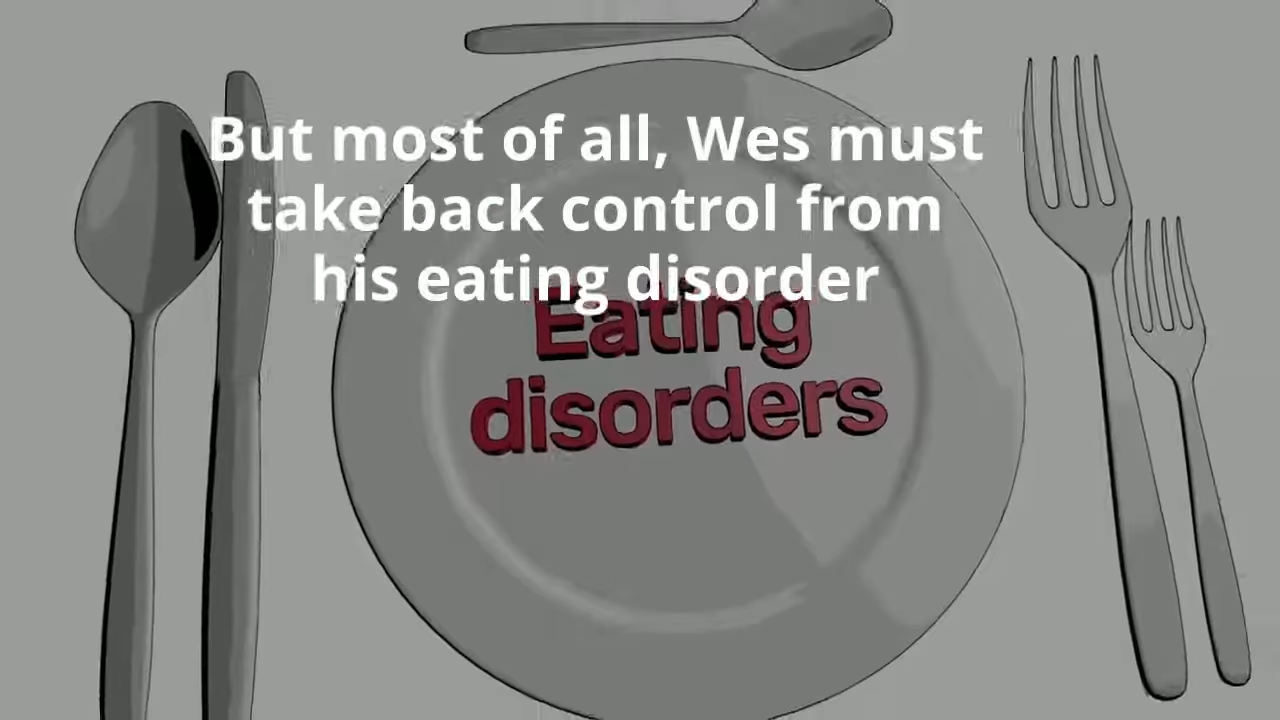 But most of all, Wes must
take back control from
his eating disorder
Eating
disorders